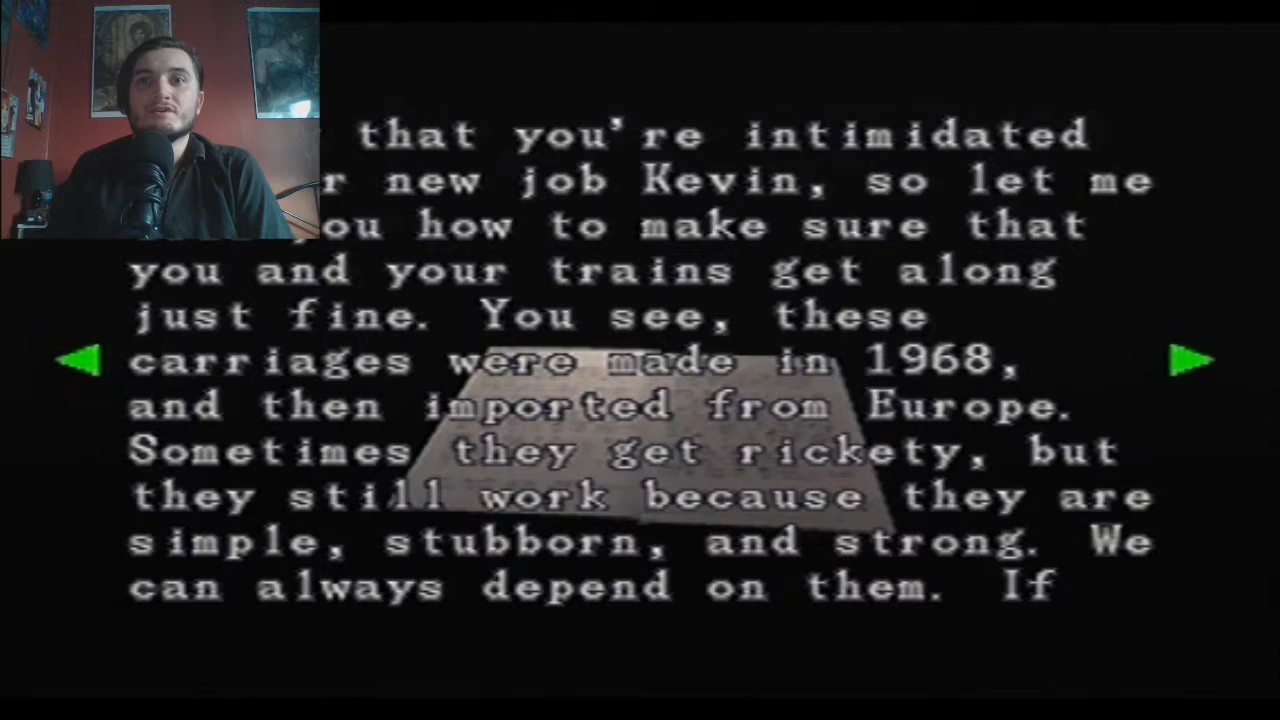 that you're intimidated
r new job Kevin, so let me
you how to make sure that
you and your trains get along
just fine. You see, these
carriages were made in 1968,
and then imported from Europe.
Sometimes they get rickety, but
they still work because they are
simple, stubborn, and strong. We
can always depend on them. If